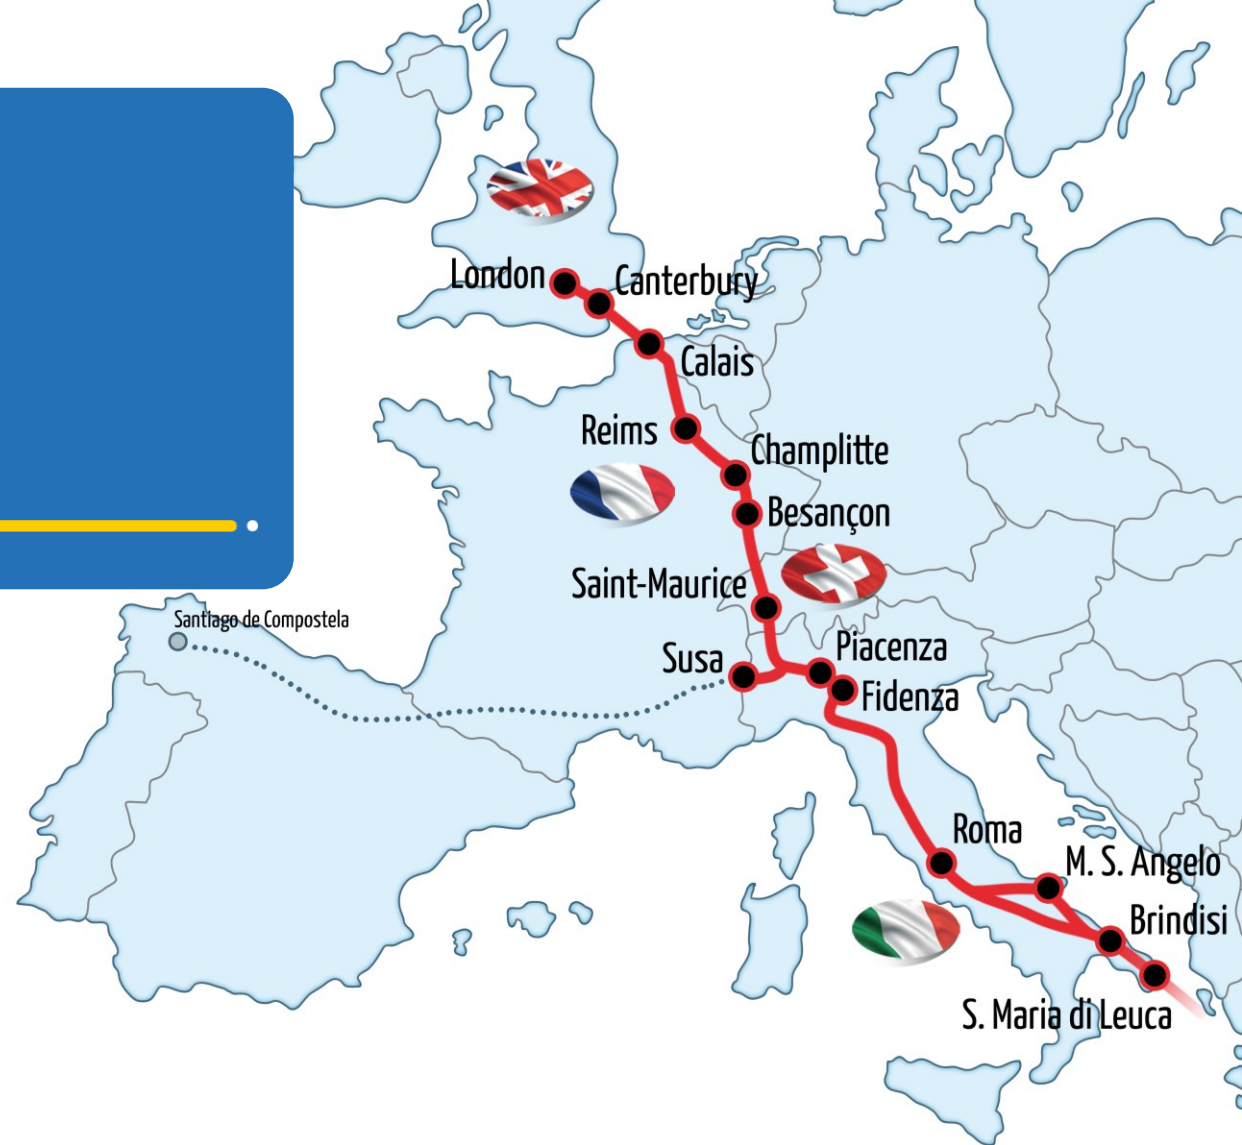 London
Canterbury
Calais
Reims
Champlitte
Besançon
Saint-Maurice
Santiago de Compostela
Susa
Piacenza
Fidenza
Roma
M. S. Angelo
Brindisi
S. Maria di Leuca